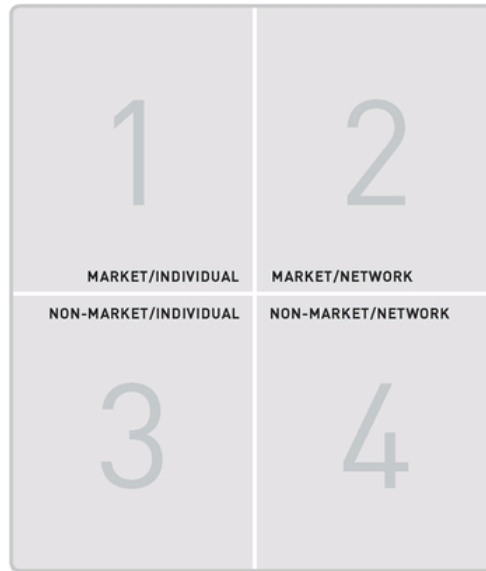 1
2
MARKET/INDIVIDUAL
MARKET/NETWORK
NON-MARKET/INDIVIDUAL
NON-MARKET/NETWORK
3
4